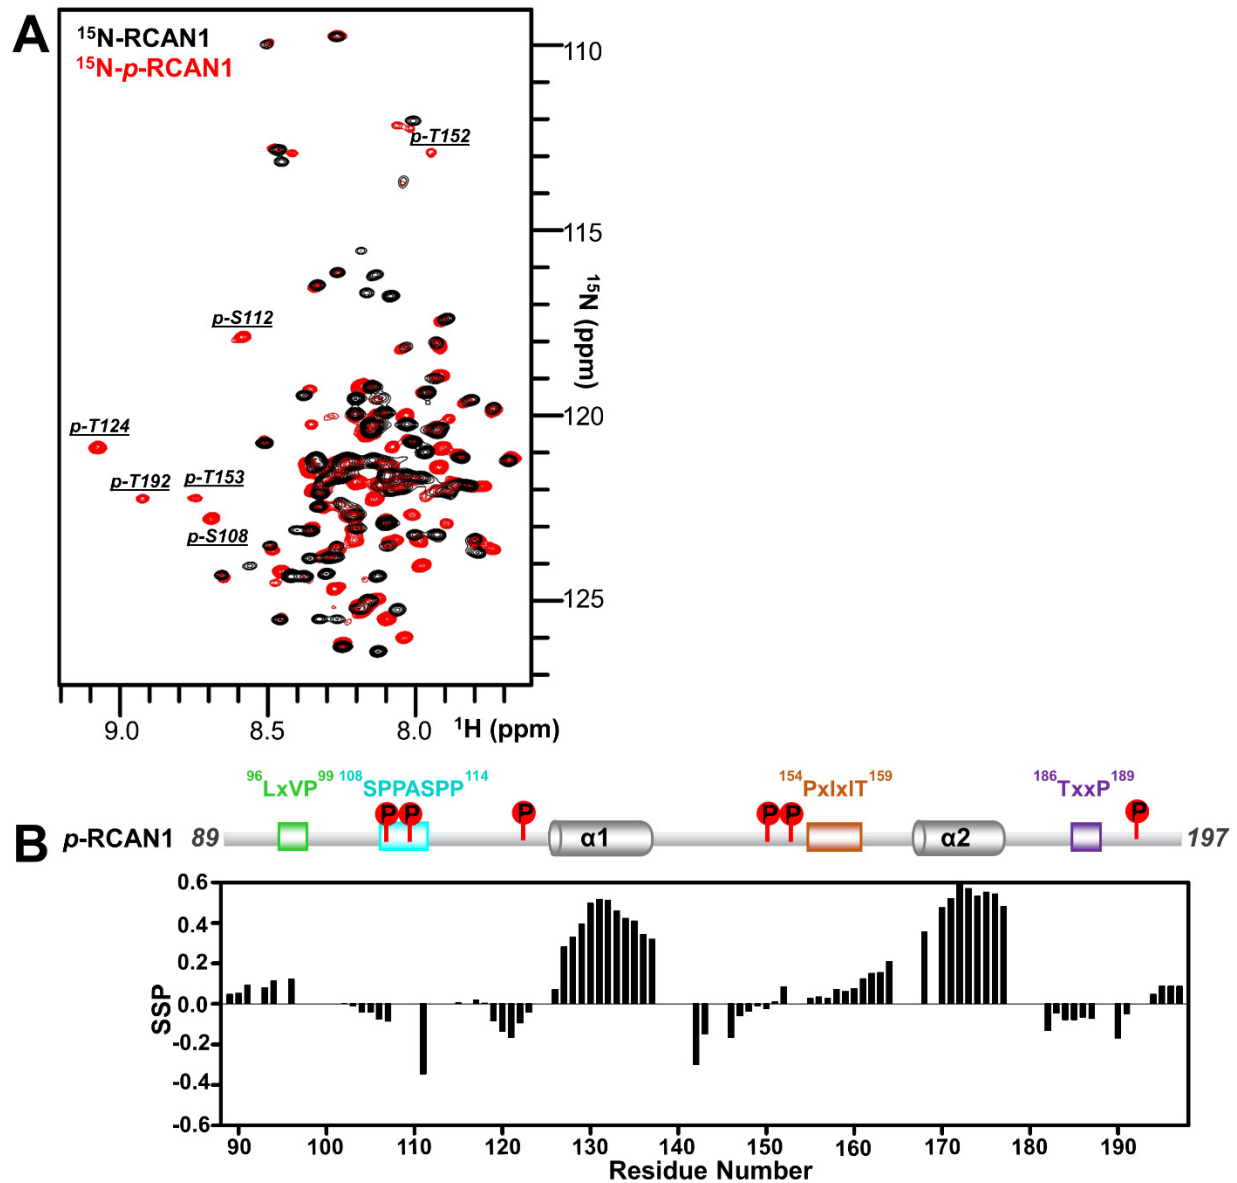 A
¹⁵N-RCAN1
¹⁵N-p-RCAN1
110
p-T152
115
¹⁵N (ppm)
p-S112
120
p-T124
p-T192
p-T153
p-S108
125
9.0
8.5
8.0
¹H (ppm)
⁹⁶LxVP⁹⁹
¹⁰⁸SPPASPP¹¹⁴
¹⁵⁴PxIxIT¹⁵⁹
¹⁸⁶TxxP¹⁸⁹
P P P P P P
B
p-RCAN1
89
α1
α2
197
0.6
0.4
0.2
0.0
-0.2
-0.4
-0.6
SSP
90 100 110 120 130 140 150 160 170 180 190
Residue Number